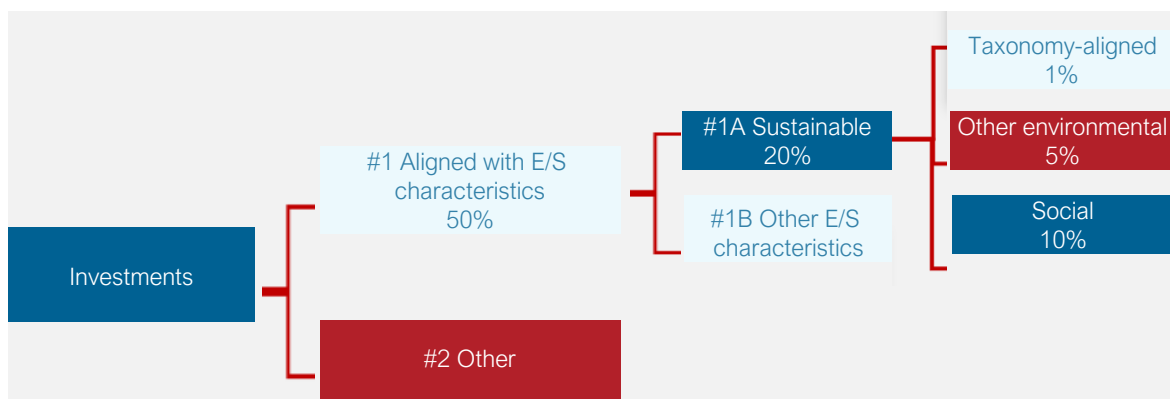 Investments
#1 Aligned with E/S
characteristics
50%
#2 Other
#1A Sustainable
20%
#1B Other E/S
characteristics
Taxonomy-aligned
1%
Other environmental
5%
Social
10%